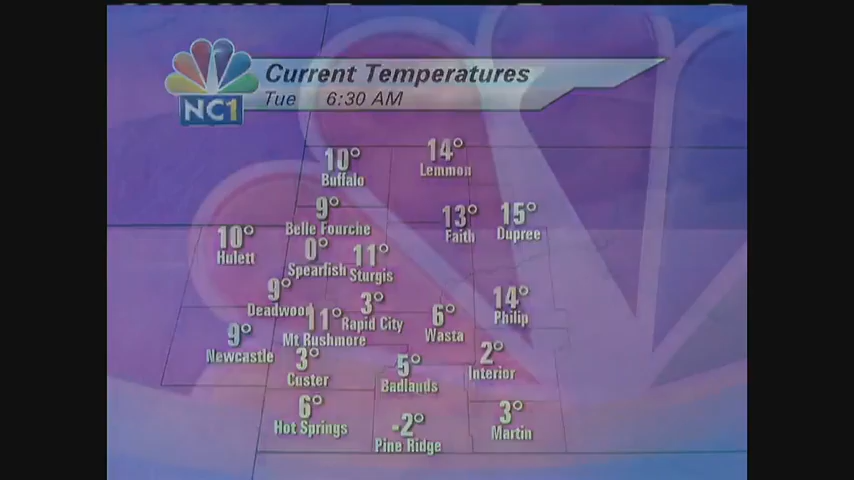 Current Temperatures
NC1
Tue 6:30 AM
10°
Buffalo
14°
Lemmon
9°
Belle Fourche
13°
Faith
15°
Dupree
10°
Hulett
0°
Spearfish
11°
Sturgis
9°
Deadwood
11°
Mt Rushmore
3°
Rapid City
6°
Wasta
14°
Philip
9°
Newcastle
3°
Custer
5°
Badlands
2°
Interior
6°
Hot Springs
-2°
Pine Ridge
3°
Martin